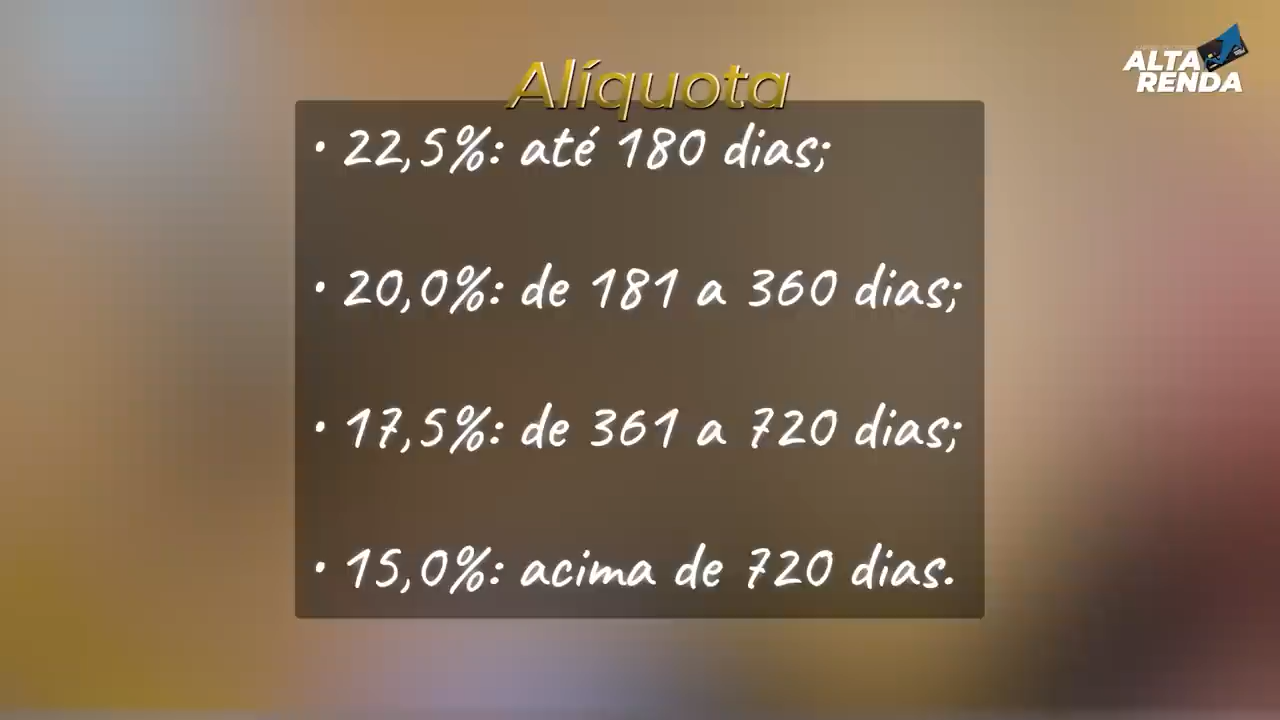 Alíquota
ALTA
RENDA
• 22,5%: até 180 dias;
• 20,0%: de 181 a 360 dias;
• 17,5%: de 361 a 720 dias;
• 15,0%: acima de 720 dias.